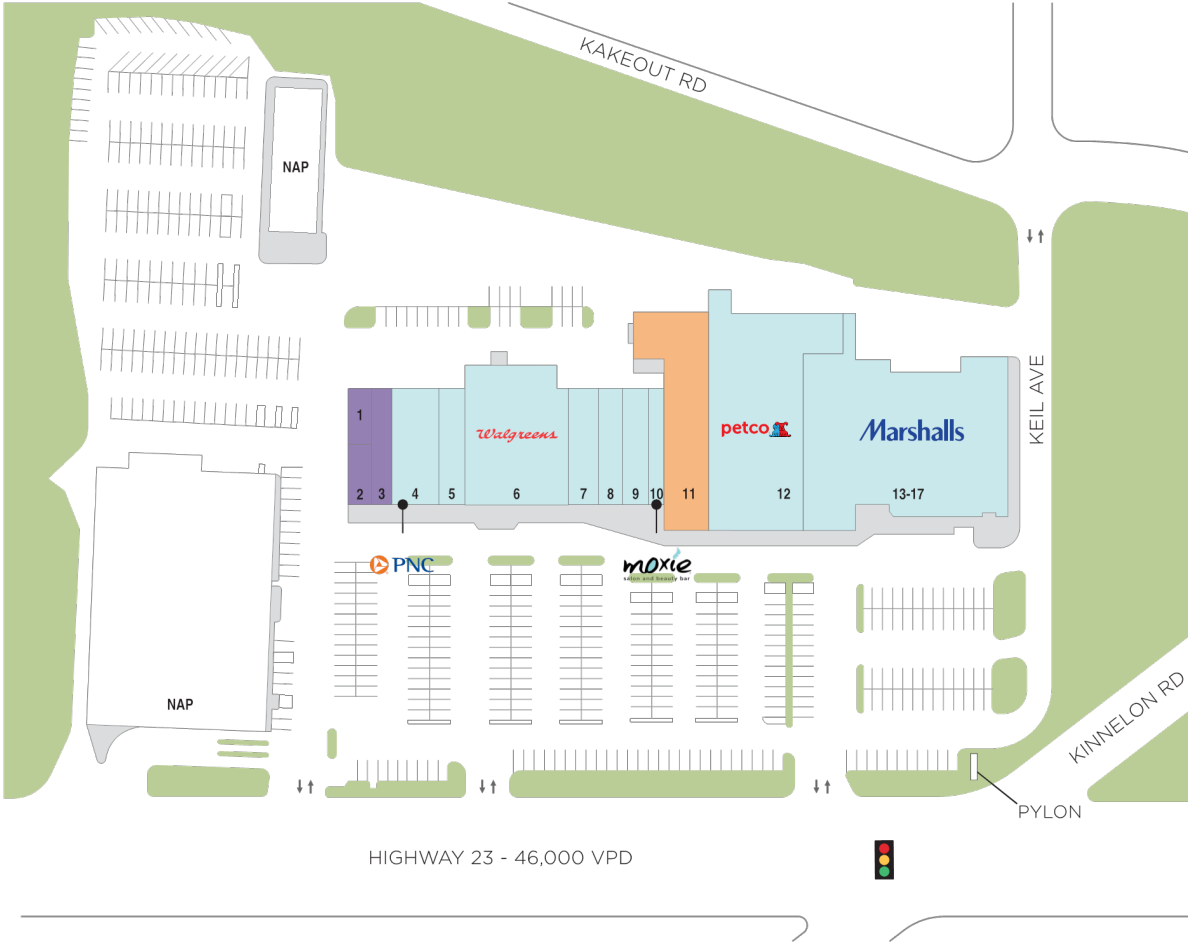 KAKEOUT RD
NAP
KEIL AVE
1
Walgreens
petco
Marshalls
2
3
4
5
6
7
8
9
10
11
12
13-17
PNC
moxie
salon and beauty bar
NAP
KINNELON RD
PYLON
HIGHWAY 23 - 46,000 VPD